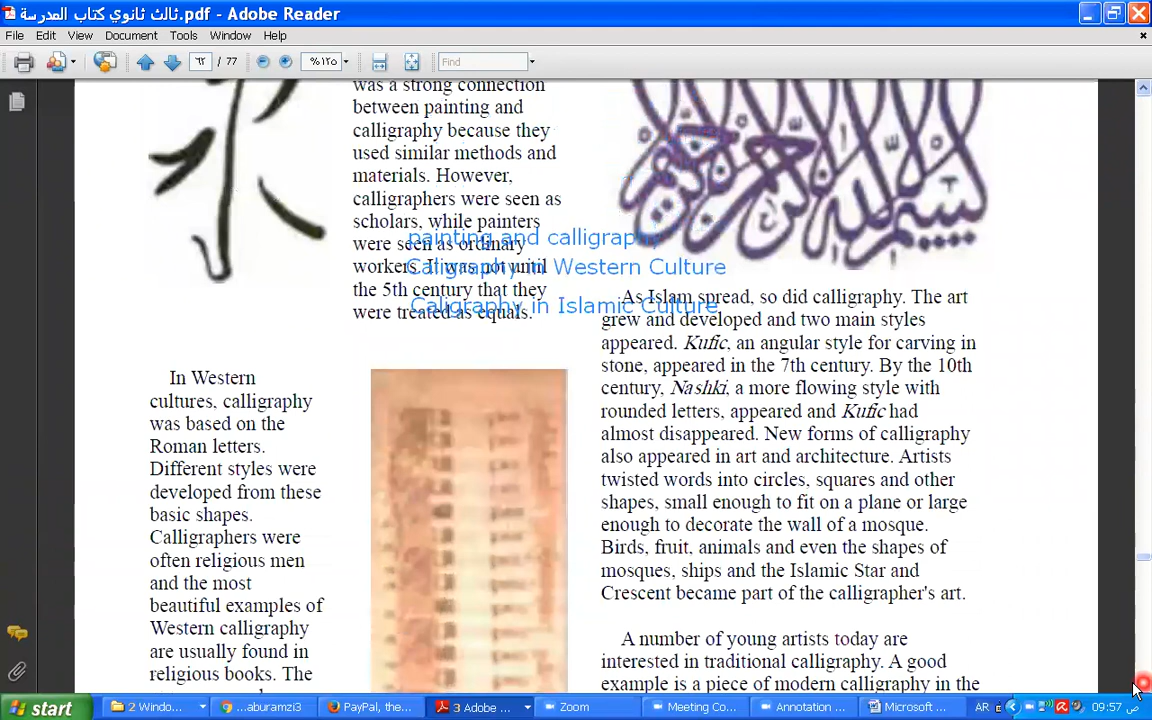 ثالث ثانوي كتاب المدرسة.pdf - Adobe Reader
File Edit View Document Tools Window Help
٦٢ / 77 %١٢٥ Find
was a strong connection
between painting and
calligraphy because they
used similar methods and
materials. However,
calligraphers were seen as
scholars, while painters
were seen as ordinary
workers. It was not until
the 5th century that they
were treated as equals.
painting and calligraphy
Calligraphy in Western Culture
Caligraphy in Islamic Culture
In Western
cultures, calligraphy
was based on the
Roman letters.
Different styles were
developed from these
basic shapes.
Calligraphers were
often religious men
and the most
beautiful examples of
Western calligraphy
are usually found in
religious books. The
بسم الله الرحمن الرحيم
As Islam spread, so did calligraphy. The art
grew and developed and two main styles
appeared. Kufic, an angular style for carving in
stone, appeared in the 7th century. By the 10th
century, Nashki, a more flowing style with
rounded letters, appeared and Kufic had
almost disappeared. New forms of calligraphy
also appeared in art and architecture. Artists
twisted words into circles, squares and other
shapes, small enough to fit on a plane or large
enough to decorate the wall of a mosque.
Birds, fruit, animals and even the shapes of
mosques, ships and the Islamic Star and
Crescent became part of the calligrapher's art.
A number of young artists today are
interested in traditional calligraphy. A good
example is a piece of modern calligraphy in the
start 2 Windo... ...aburamzi3 PayPal, the... 3 Adobe ... Zoom Meeting Co... Annotation ... Microsoft ... AR 09:57 ص